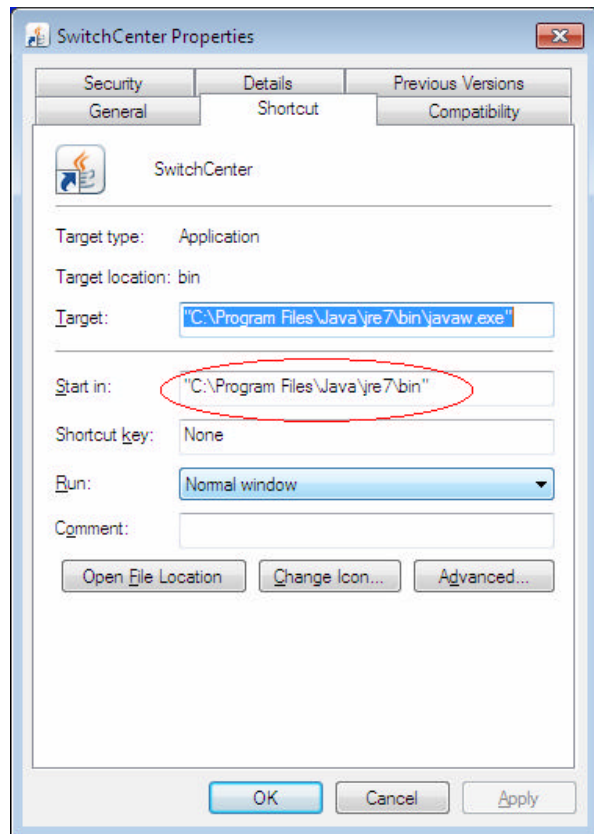 SwitchCenter Properties
Security Details Previous Versions
General Shortcut Compatibility
SwitchCenter
Target type: Application
Target location: bin
Target: "C:\Program Files\Java\jre7\bin\javaw.exe"
Start in: "C:\Program Files\Java\jre7\bin"
Shortcut key: None
Run: Normal window
Comment:
Open File Location Change Icon... Advanced...
OK Cancel Apply